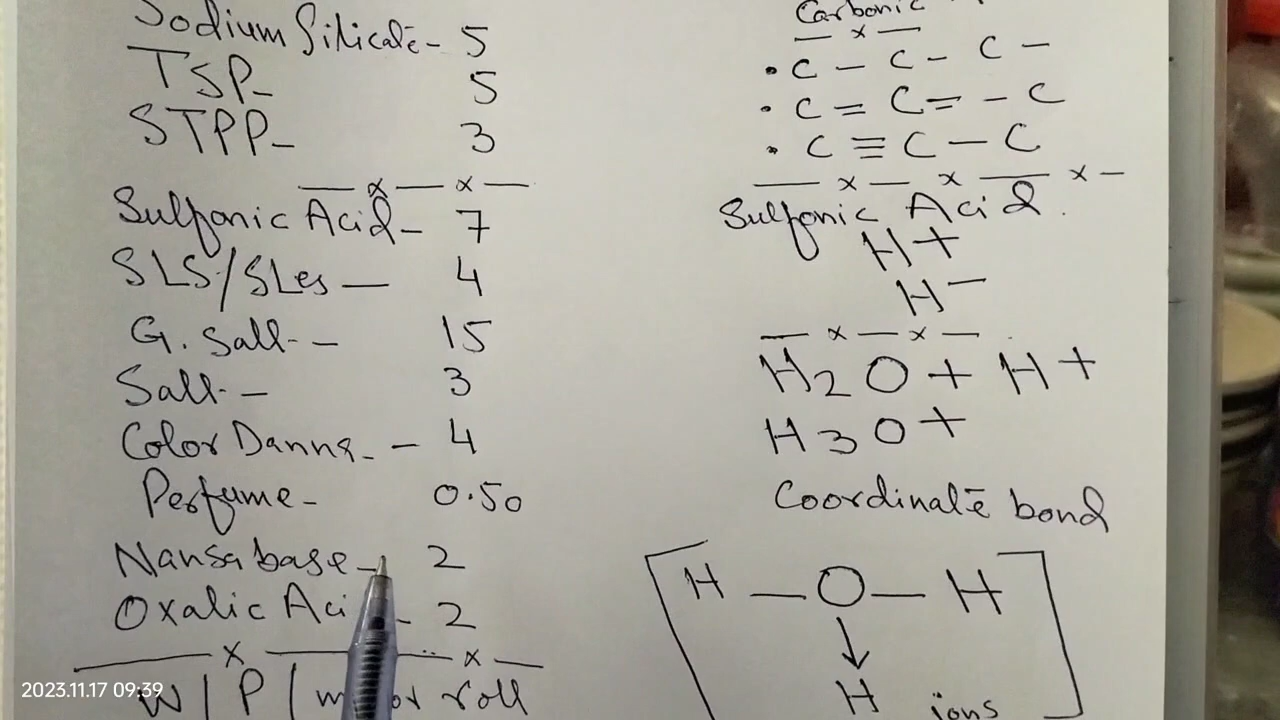 Sodium Silicate - 5
TSP - 5
STPP - 3
— x — x —
Sulfonic Acid - 7
SLS/SLes — 4
G. Salt - 15
Salt - 3
Color Danna - 4
Perfume - 0.50
Nansa base - 2
Oxalic Aci - 2
— x — x —
W/P/ roll
2023.11.17 09:39
Carbonic
— x —
• C — C — C —
• C = C = - C
• C ≡ C — C
— x — x — x —
Sulfonic Acid.
H+
H−
— x — x —
H2O + H+
H3O+
Coordinate bond
[H — O — H]
↓
H
ions